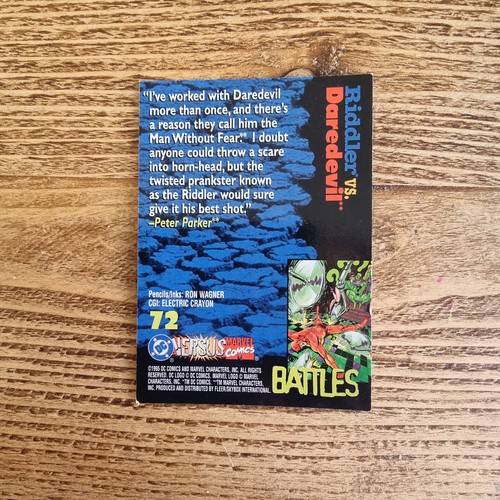 "I've worked with Daredevil
more than once, and there's
a reason they call him the
Man Without Fear.™ I doubt
anyone could throw a scare
into horn-head, but the
twisted prankster known
as the Riddler would sure
give it his best shot."
–Peter Parker**
Riddler™ vs.
Daredevil™
Pencils/Inks: RON WAGNER
CGI: ELECTRIC CRAYON
72
DC VERSUS MARVEL COMICS
BATTLES
©1995 DC COMICS AND MARVEL CHARACTERS, INC. ALL RIGHTS
RESERVED. DC LOGO © DC COMICS. MARVEL LOGO © MARVEL
CHARACTERS, INC. *TM DC COMICS. **TM MARVEL CHARACTERS,
INC. PRODUCED AND DISTRIBUTED BY FLEER/SKYBOX INTERNATIONAL.